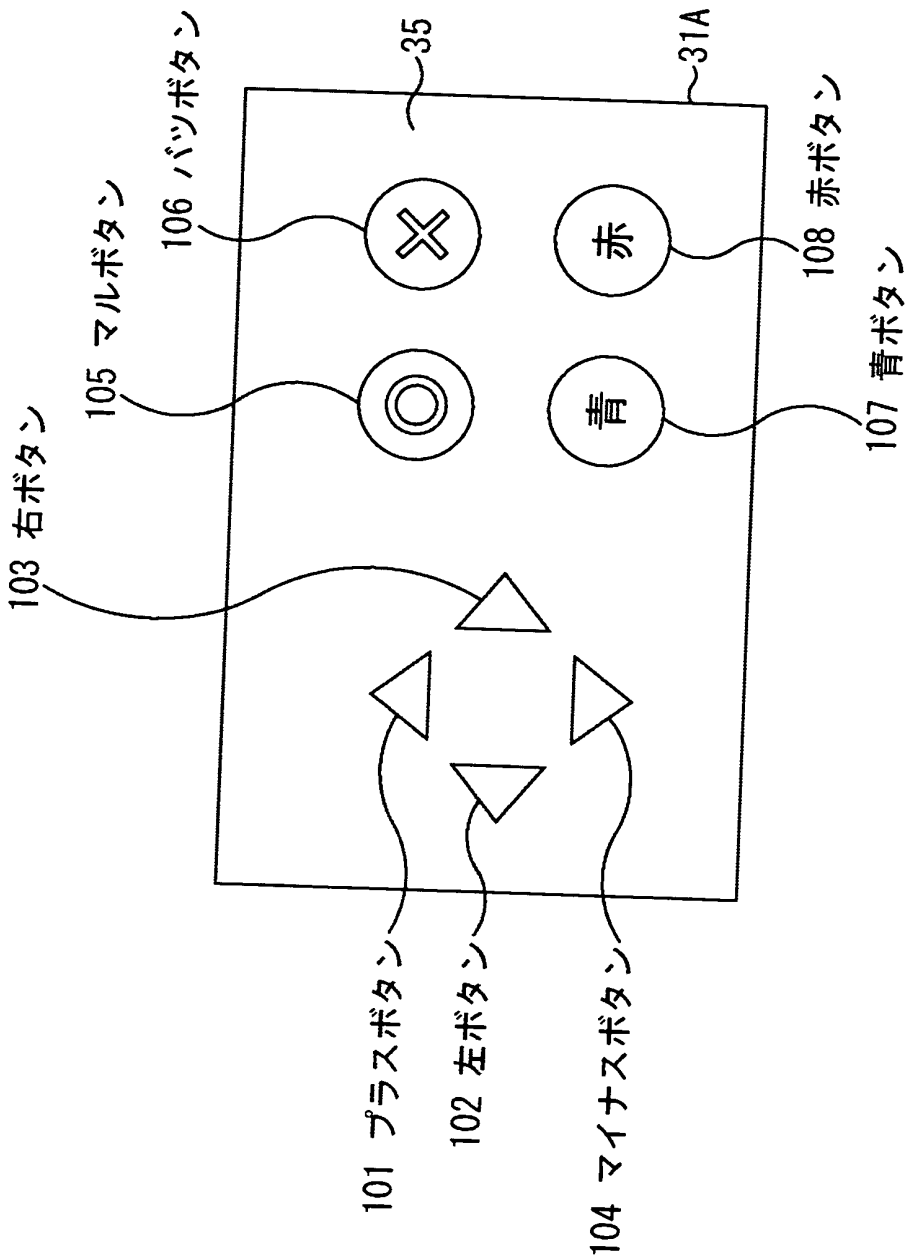 101 プラスボタン
102 左ボタン
104 マイナスボタン
103 右ボタン
105 マルボタン
106 バツボタン
35
31A
青
赤
107 青ボタン
108 赤ボタン